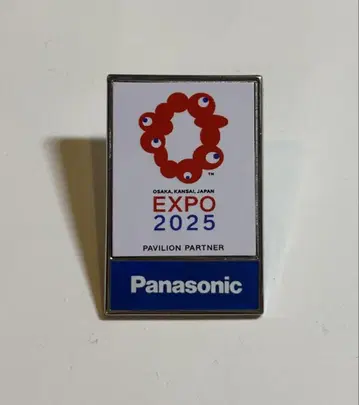 TM
OSAKA, KANSAI, JAPAN
EXPO
2025
PAVILION PARTNER
Panasonic